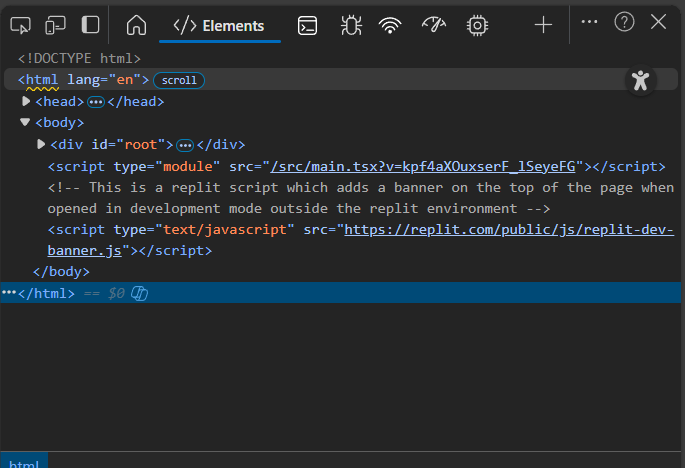 Elements
<!DOCTYPE html>
<html lang="en"> scroll
<head> ••• </head>
<body>
<div id="root"> ••• </div>
<script type="module" src="/src/main.tsx?v=kpf4aXOuxserF_lSeyeFG"></script>
<!-- This is a replit script which adds a banner on the top of the page when
opened in development mode outside the replit environment -->
<script type="text/javascript" src="https://replit.com/public/js/replit-dev-
banner.js"></script>
</body>
•••</html> == $0
html